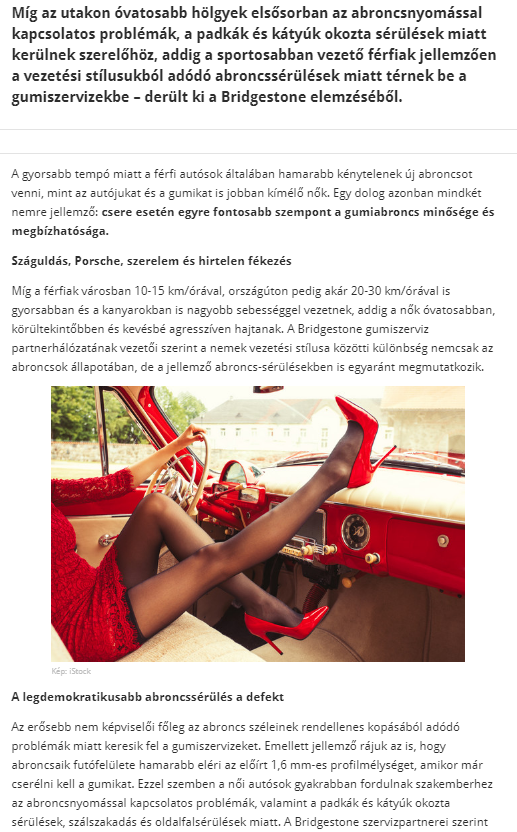 Míg az utakon óvatosabb hölgyek elsősorban az abroncsnyomással
kapcsolatos problémák, a padkák és kátyúk okozta sérülések miatt
kerülnek szerelőhöz, addig a sportosabban vezető férfiak jellemzően
a vezetési stílusukból adódó abroncssérülések miatt térnek be a
gumiszervizekbe – derült ki a Bridgestone elemzéséből.
A gyorsabb tempó miatt a férfi autósok általában hamarabb kénytelenek új abroncsot
venni, mint az autójukat és a gumikat is jobban kímélő nők. Egy dolog azonban mindkét
nemre jellemző: csere esetén egyre fontosabb szempont a gumiabroncs minősége és
megbízhatósága.
Száguldás, Porsche, szerelem és hirtelen fékezés
Míg a férfiak városban 10-15 km/órával, országúton pedig akár 20-30 km/órával is
gyorsabban és a kanyarokban is nagyobb sebességgel vezetnek, addig a nők óvatosabban,
körültekintőbben és kevésbé agresszíven hajtanak. A Bridgestone gumiszerviz
partnerhálózatának vezetői szerint a nemek vezetési stílusa közötti különbség nemcsak az
abroncsok állapotában, de a jellemző abroncs-sérülésekben is egyaránt megmutatkozik.
Kép: iStock
A legdemokratikusabb abroncssérülés a defekt
Az erősebb nem képviselői főleg az abroncs széleinek rendellenes kopásából adódó
problémák miatt keresik fel a gumiszervizeket. Emellett jellemző rájuk az is, hogy
abroncsaik futófelülete hamarabb eléri az előírt 1,6 mm-es profilmélységet, amikor már
cserélni kell a gumikat. Ezzel szemben a női autósok gyakrabban fordulnak szakemberhez
az abroncsnyomással kapcsolatos problémák, valamint a padkák és kátyúk okozta
sérülések, szálszakadás és oldalfalsérülések miatt. A Bridgestone szervizpartnerei szerint